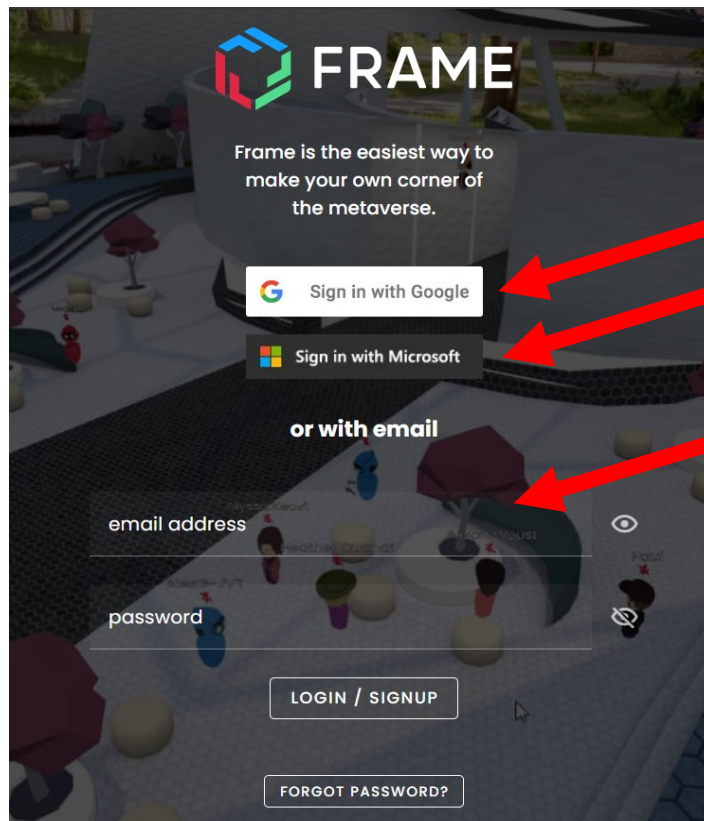 FRAME
Frame is the easiest way to
make your own corner of
the metaverse.
Sign in with Google
Sign in with Microsoft
or with email
email address
password
Paul
LOGIN / SIGNUP
FORGOT PASSWORD?